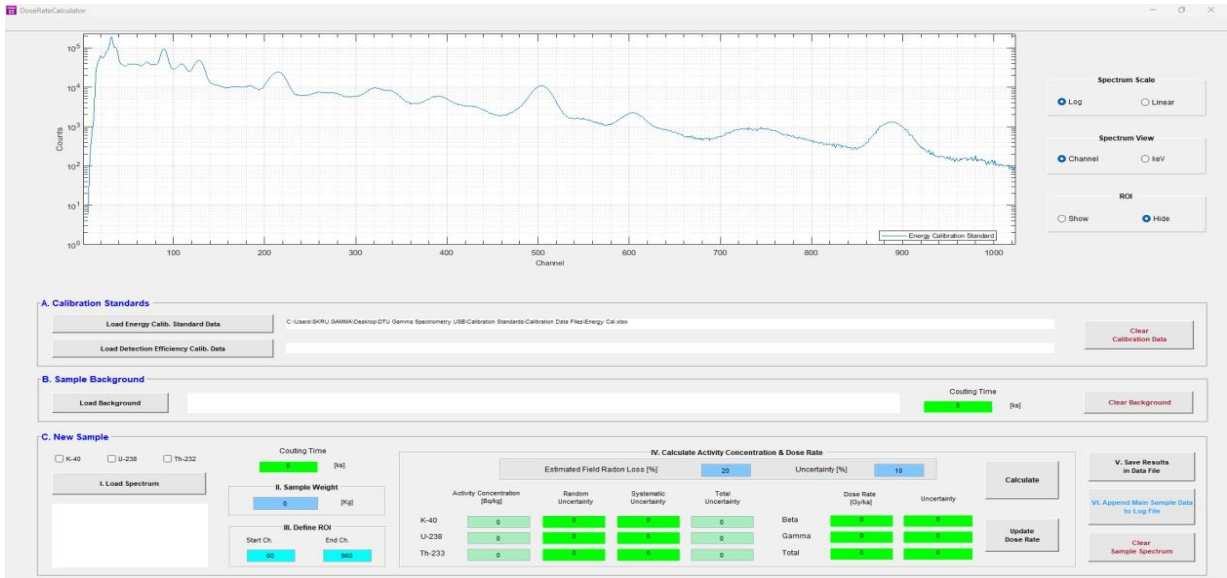 DoseRateCalculator
10^5
10^4
10^3
10^2
10^1
10^0
Counts
100 200 300 400 500 600 700 800 900 1000
Channel
Energy Calibration Standard
Spectrum Scale
Log Linear
Spectrum View
Channel keV
ROI
Show Hide
A. Calibration Standards
Load Energy Calib. Standard Data
C:\Users\SKRU.GAMMA\Desktop\DTU Gamma Spectrometry USB\Calibration Standards\Calibration Data Files\Energy Cal.xlsx
Load Detection Efficiency Calib. Data
Clear
Calibration Data
B. Sample Background
Load Background
Couting Time
0 [ks]
Clear Background
C. New Sample
K-40 U-238 Th-232
I. Load Spectrum
Couting Time
0 [ks]
II. Sample Weight
0 [Kg]
III. Define ROI
Start Ch. End Ch.
60 960
IV. Calculate Activity Concentration & Dose Rate
Estimated Field Radon Loss [%] 20 Uncertainty [%] 10
Activity Concentration
[Bq/kg]
Random
Uncertainty
Systematic
Uncertainty
Total
Uncertainty
K-40 0 0 0 0
U-238 0 0 0 0
Th-233 0 0 0 0
Dose Rate
[Gy/ka]
Uncertainty
Beta 0 0
Gamma 0 0
Total 0 0
Calculate
Update
Dose Rate
V. Save Results
in Data File
VI. Append Main Sample Data
to Log File
Clear
Sample Spectrum